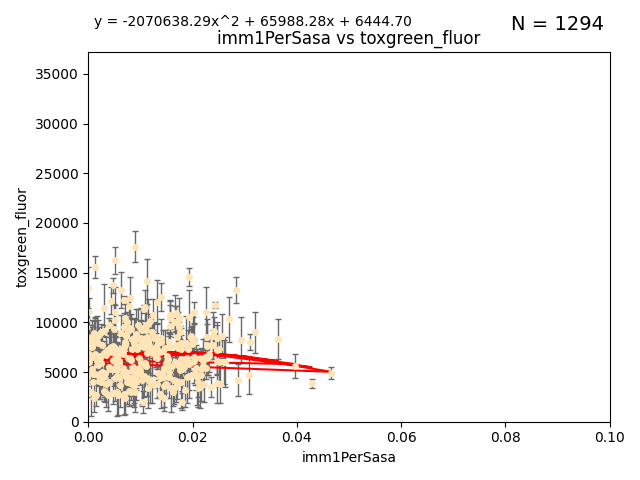 y = -2070638.29x^2 + 65988.28x + 6444.70
N = 1294
imm1PerSasa vs toxgreen_fluor
35000
30000
25000
20000
15000
10000
5000
0
toxgreen_fluor
0.00 0.02 0.04 0.06 0.08 0.10
imm1PerSasa